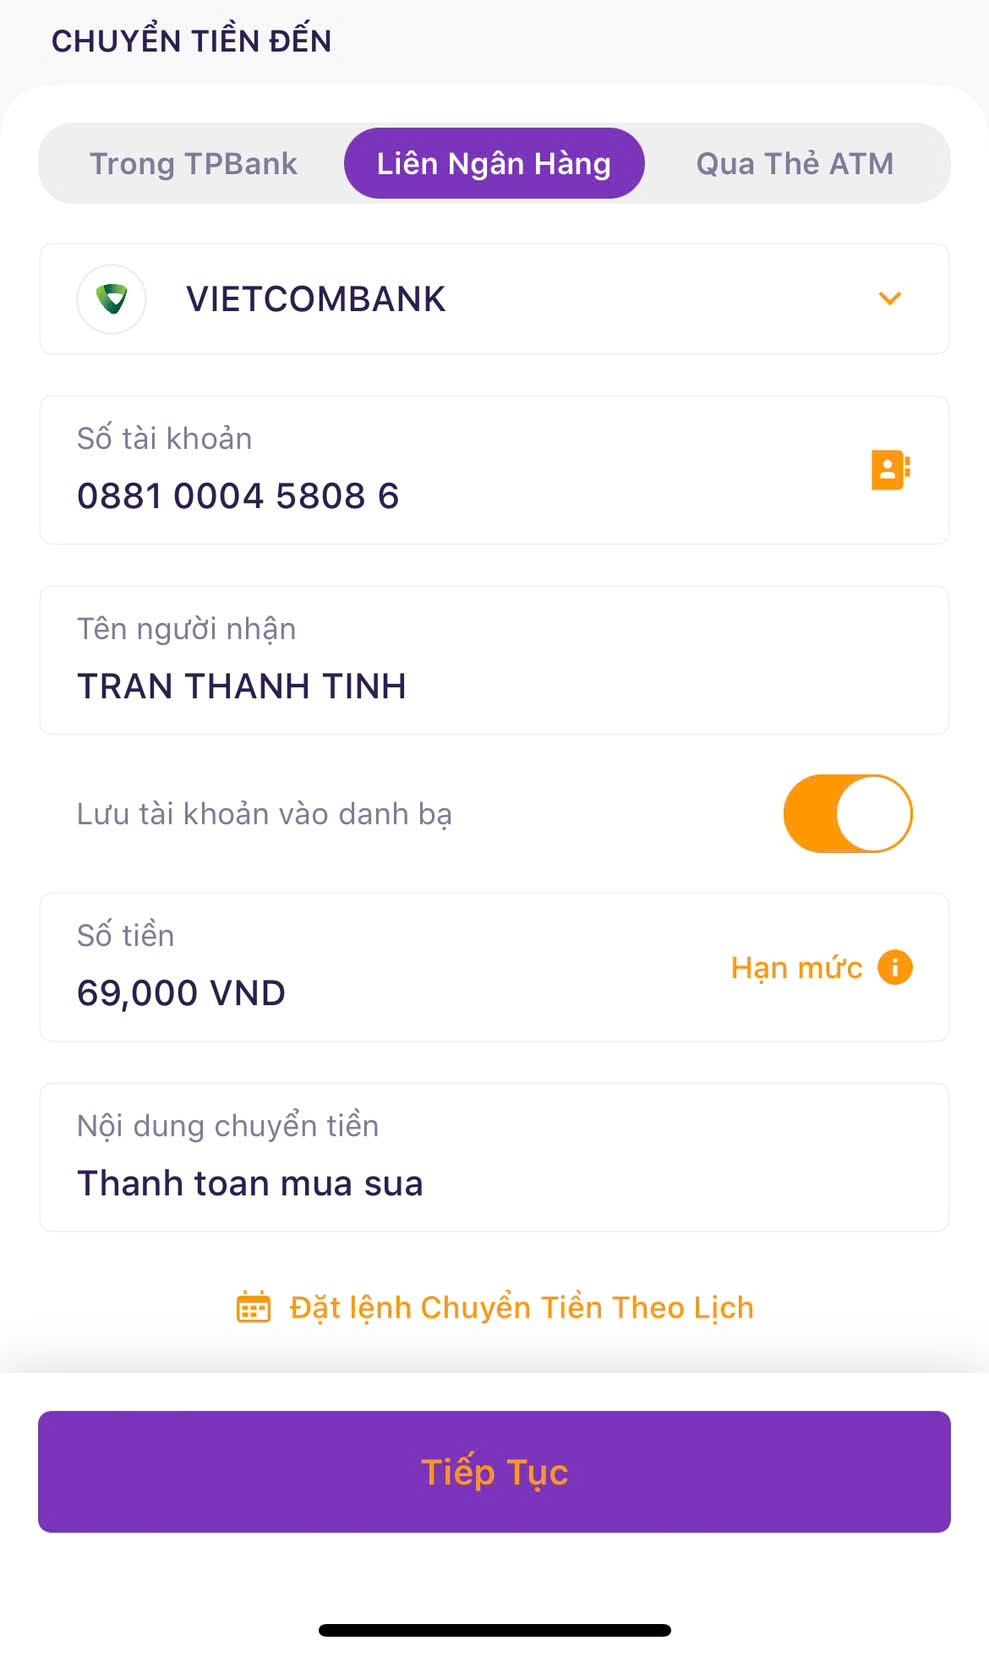 CHUYỂN TIỀN ĐẾN
Trong TPBank
Liên Ngân Hàng
Qua Thẻ ATM
VIETCOMBANK
Số tài khoản
0881 0004 5808 6
Tên người nhận
TRAN THANH TINH
Lưu tài khoản vào danh bạ
Số tiền
69,000 VND
Hạn mức
Nội dung chuyển tiền
Thanh toan mua sua
Đặt lệnh Chuyển Tiền Theo Lịch
Tiếp Tục